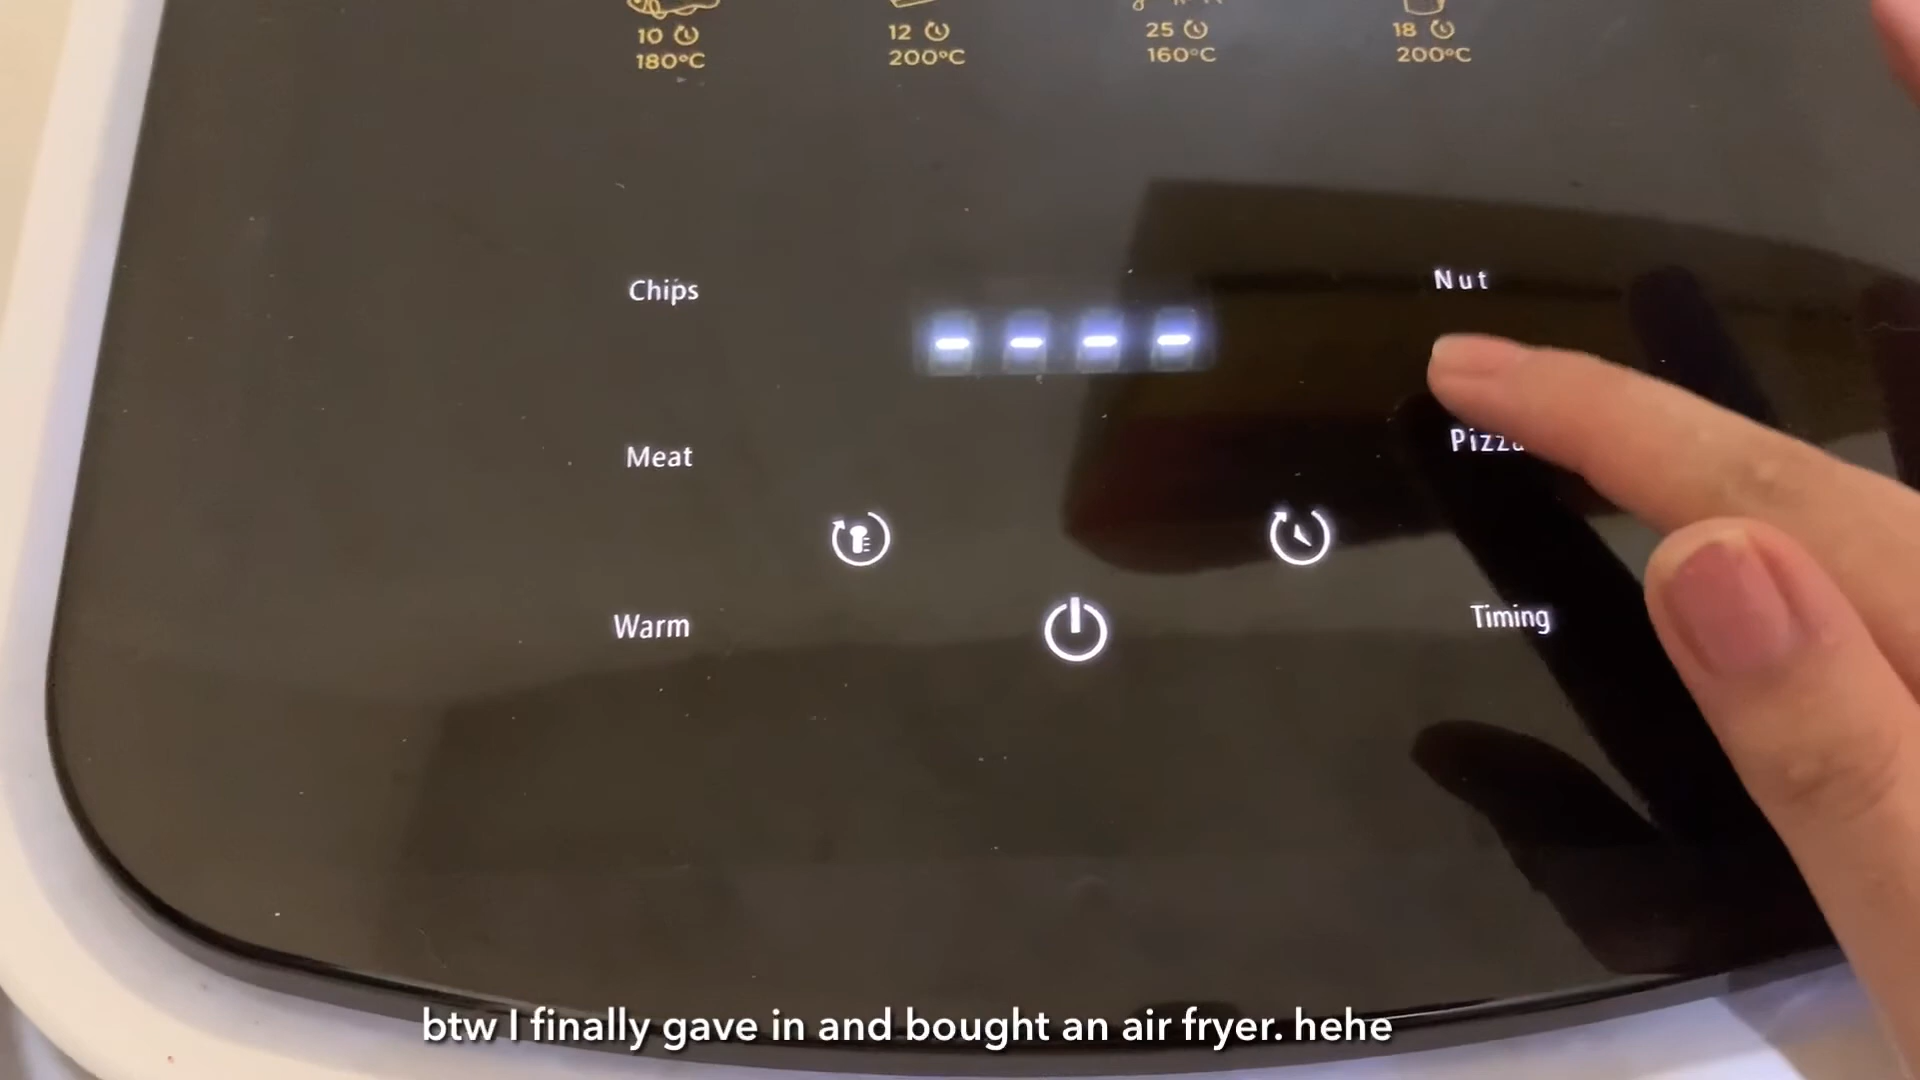 10
180°C
12
200°C
25
160°C
18
200°C
Chips
Nut
- - - -
Meat
Pizza
Warm
Timing
btw I finally gave in and bought an air fryer. hehe